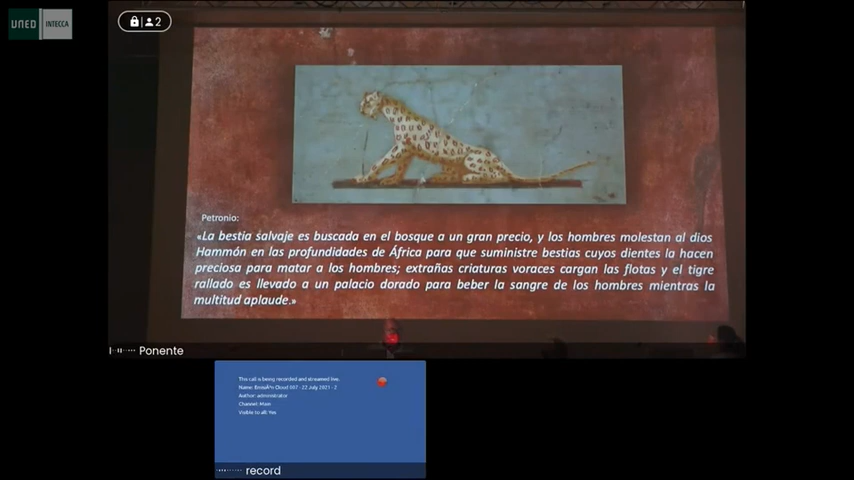 UNED INTECCA
2
Petronio:
«La bestia salvaje es buscada en el bosque a un gran precio, y los hombres molestan al dios
Hammón en las profundidades de África para que suministre bestias cuyos dientes la hacen
preciosa para matar a los hombres; extrañas criaturas voraces cargan las flotas y el tigre
rallado es llevado a un palacio dorado para beber la sangre de los hombres mientras la
multitud aplaude.»
Ponente
This call is being recorded and streamed live.
Author: administrator
Channel: Main
Visible to all: Yes
record